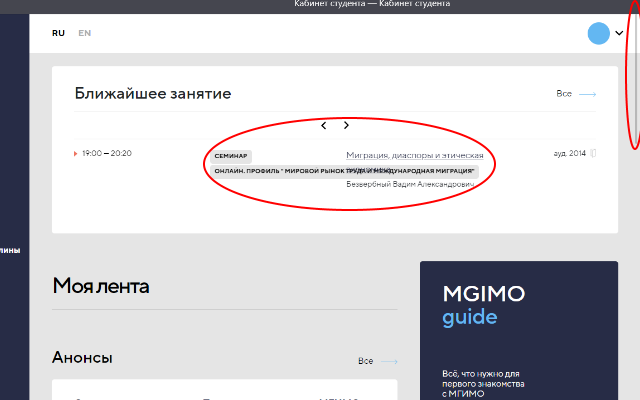 Кабинет студента — Кабинет студента
RU EN
Ближайшее занятие
Все
19:00 – 20:20
СЕМИНАР
Миграция, диаспоры и этническая
ауд. 2014
ОНЛАЙН. ПРОФИЛЬ " МИРОВОЙ РЫНОК ТРУДА И МЕЖДУНАРОДНАЯ МИГРАЦИЯ"
Безвербный Вадим Александрович
лины
Моя лента
MGIMO
guide
Анонсы
Все
Всё, что нужно для
первого знакомства
с МГИМО